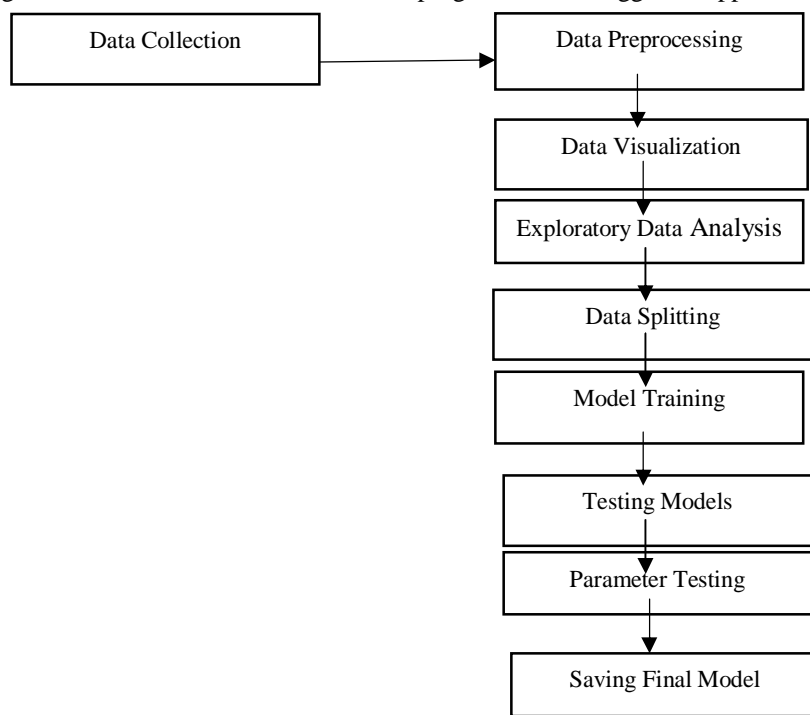 Data Collection
Data Preprocessing
Data Visualization
Exploratory Data Analysis
Data Splitting
Model Training
Testing Models
Parameter Testing
Saving Final Model